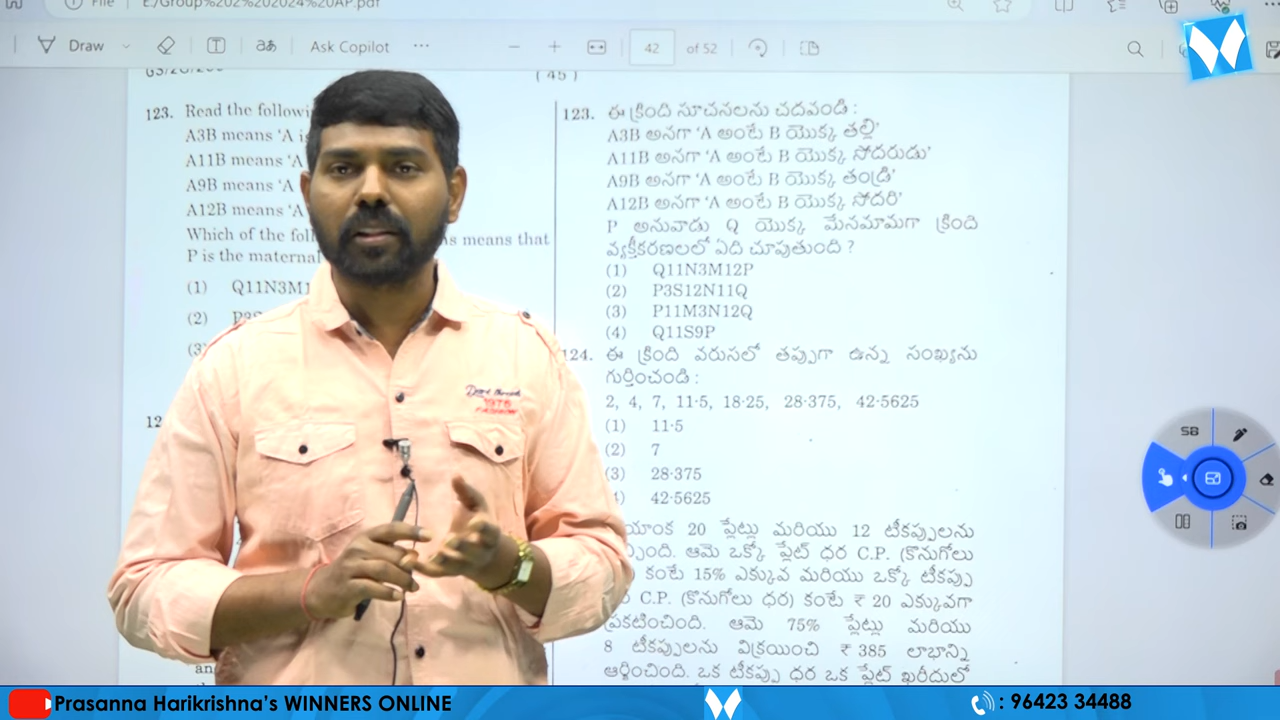 File
E:/Group%202%202024%20AP.pdf
Draw
Ask Copilot
42 of 52
GS/2G/
( 45 )
123. Read the followi
A3B means 'A
A11B means 'A
A9B means 'A
A12B means 'A
Which of the foll
s means that
P is the maternal
(1) Q11N3M1
(2)
12
123. ఈ క్రింది సూచనలను చదవండి :
A3B అనగా 'A అంటే B యొక్క తల్లి'
A11B అనగా 'A అంటే B యొక్క సోదరుడు'
A9B అనగా 'A అంటే B యొక్క తండ్రి'
A12B అనగా 'A అంటే B యొక్క సోదరి'
P అనువాడు Q యొక్క మేనమామగా క్రింది
వ్యక్తీకరణలలో ఏది చూపుతుంది ?
(1) Q11N3M12P
(2) P3S12N11Q
(3) P11M3N12Q
(4) Q11S9P
124. ఈ క్రింది వరుసలో తప్పుగా ఉన్న సంఖ్యను
గుర్తించండి :
2, 4, 7, 11·5, 18·25, 28·375, 42·5625
(1) 11·5
(2) 7
(3) 28·375
42·5625
యాంక 20 ప్లేట్లు మరియు 12 టీకప్పులను
ంది. ఆమె ఒక్కో ప్లేట్ ధర C.P. (కొనుగోలు
కంటే 15% ఎక్కువ మరియు ఒక్కో టీకప్పు
C.P. (కొనుగోలు ధర) కంటే ₹ 20 ఎక్కువగా
ప్రకటించింది. ఆమె 75% ప్లేట్లు మరియు
8 టీకప్పులను విక్రయించి ₹ 385 లాభాన్ని
ఆర్జించింది. ఒక టీకప్పు ధర ఒక ప్లేట్ ఖరీదులో
an
SB
1976
Prasanna Harikrishna's WINNERS ONLINE
: 96423 34488